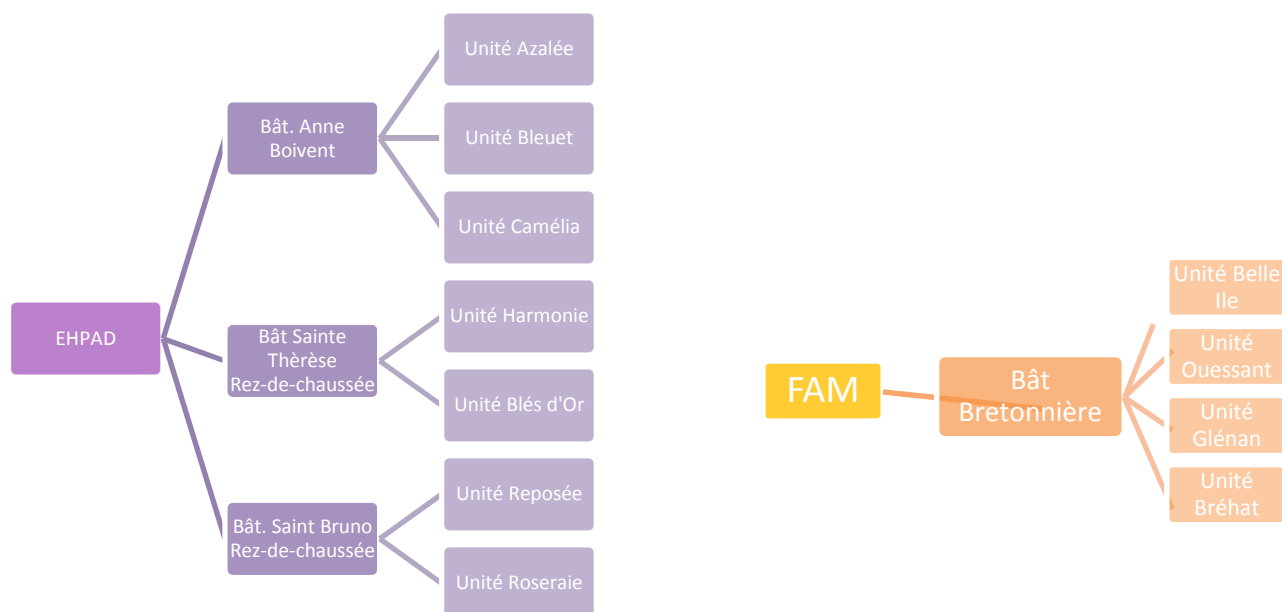 EHPAD
Bât. Anne
Boivent
Unité Azalée
Unité Bleuet
Unité Camélia
Bât Sainte
Thèrèse
Rez-de-chaussée
Unité Harmonie
Unité Blés d'Or
Bât. Saint Bruno
Rez-de-chaussée
Unité Reposée
Unité Roseraie
FAM
Bât
Bretonnière
Unité Belle
Ile
Unité
Ouessant
Unité
Glénan
Unité
Bréhat